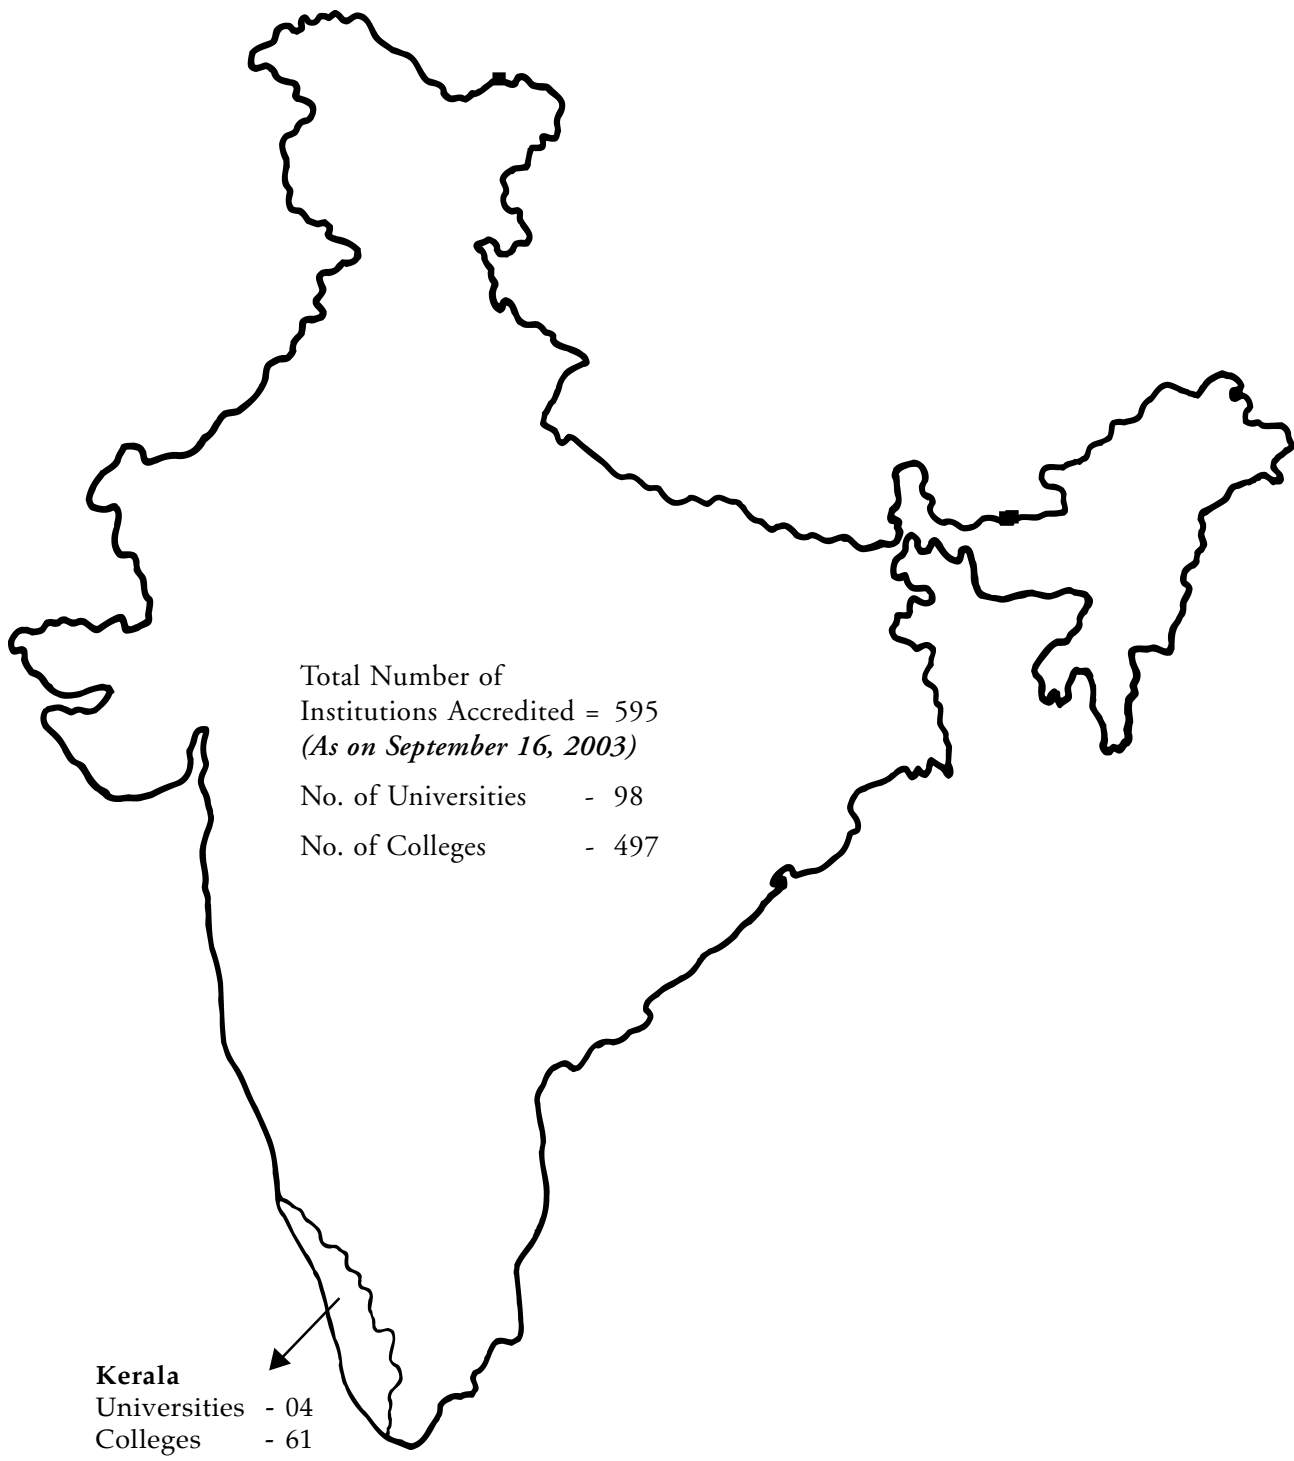 Total Number of
Institutions Accredited = 595
(As on September 16, 2003)
No. of Universities - 98
No. of Colleges - 497
Kerala
Universities - 04
Colleges - 61